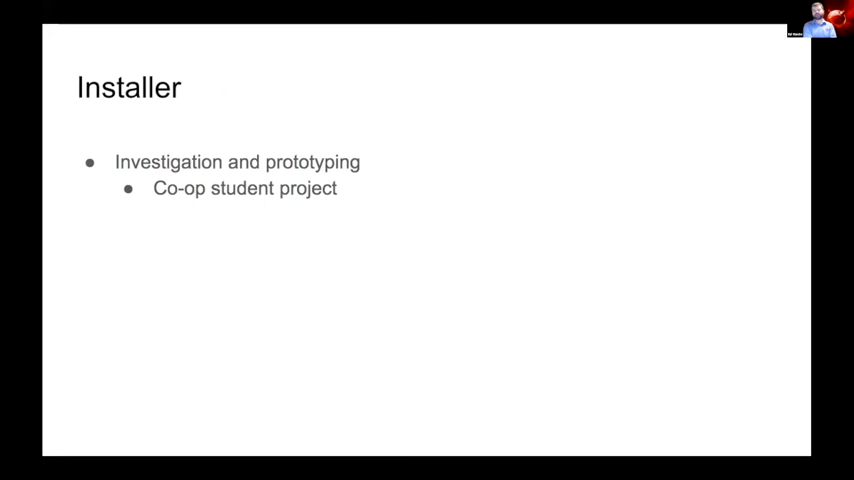 Installer
● Investigation and prototyping
● Co-op student project